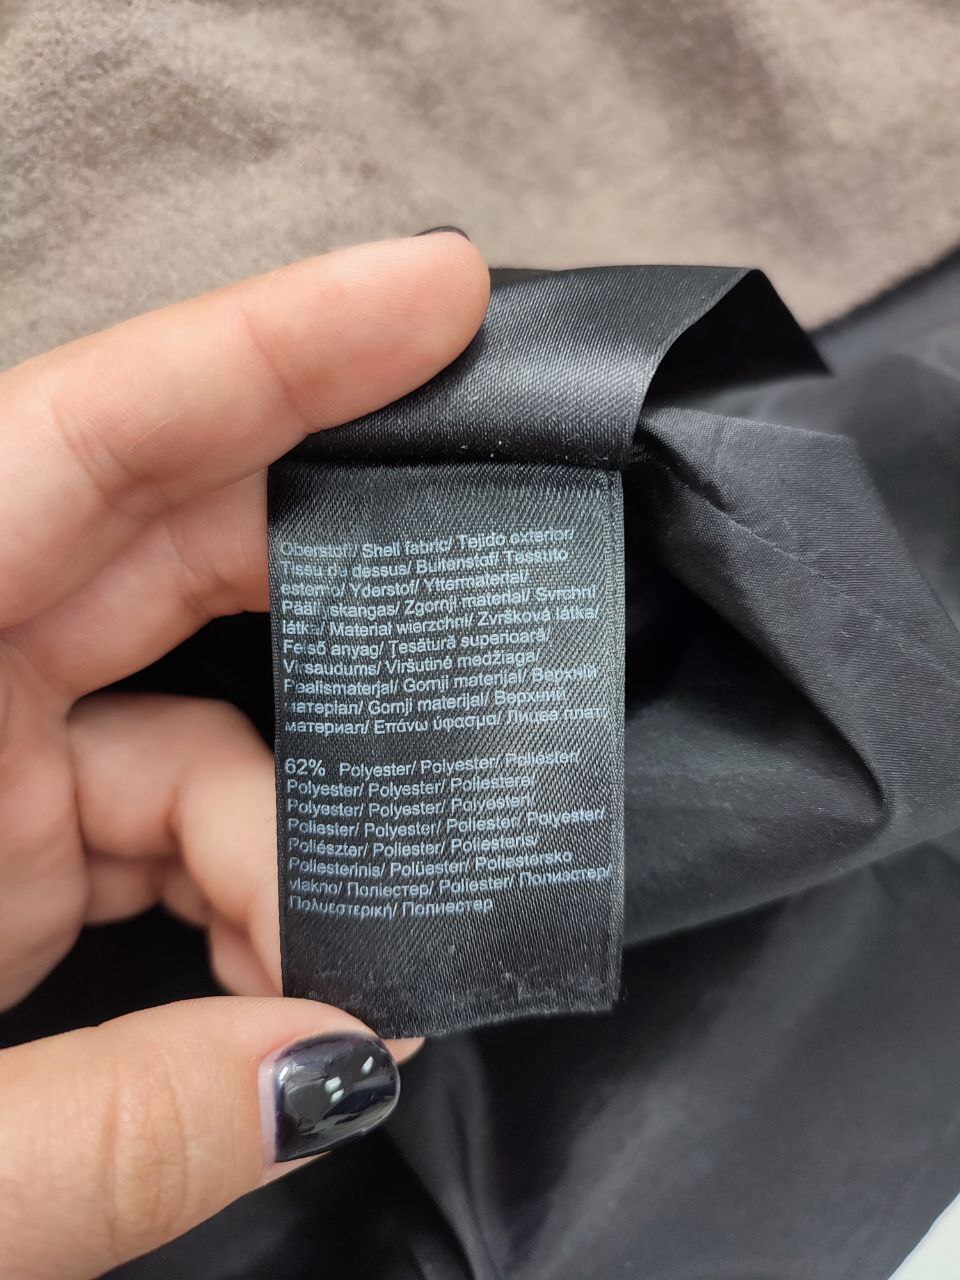 Oberstoff/ Shell fabric/ Tejido exterior/
Tissu du dessus/ Buitenstof/ Tessuto
esterno/ Yderstof/ Yttermaterial/
Zgornji material/ Svrchní
látka/ Materiał wierzchni/ Zvršková látka/
Felső anyag/ Țesătură superioară/
Virsaudums/ Viršutinė medžiaga/
Pealismaterjal/ Gornji materijal/ Верхний
материал/ Gornji materijal/ Верхний
материал/ Επάνω ύφασμα/ Лицев плат
62% Polyester/ Polyester/ Poliéster/
Polyester/ Polyester/ Poliestere/
Polyester/ Polyester/ Polyesteri/
Poliester/ Polyester/ Poliester/ Polyester/
Poliészter/ Poliester/ Poliesteris/
Poliesterinis/ Polüester/ Poliestersko
vlakno/ Полiестер/ Poliester/ Полиэстер/
Πολυεστερική/ Полиестер